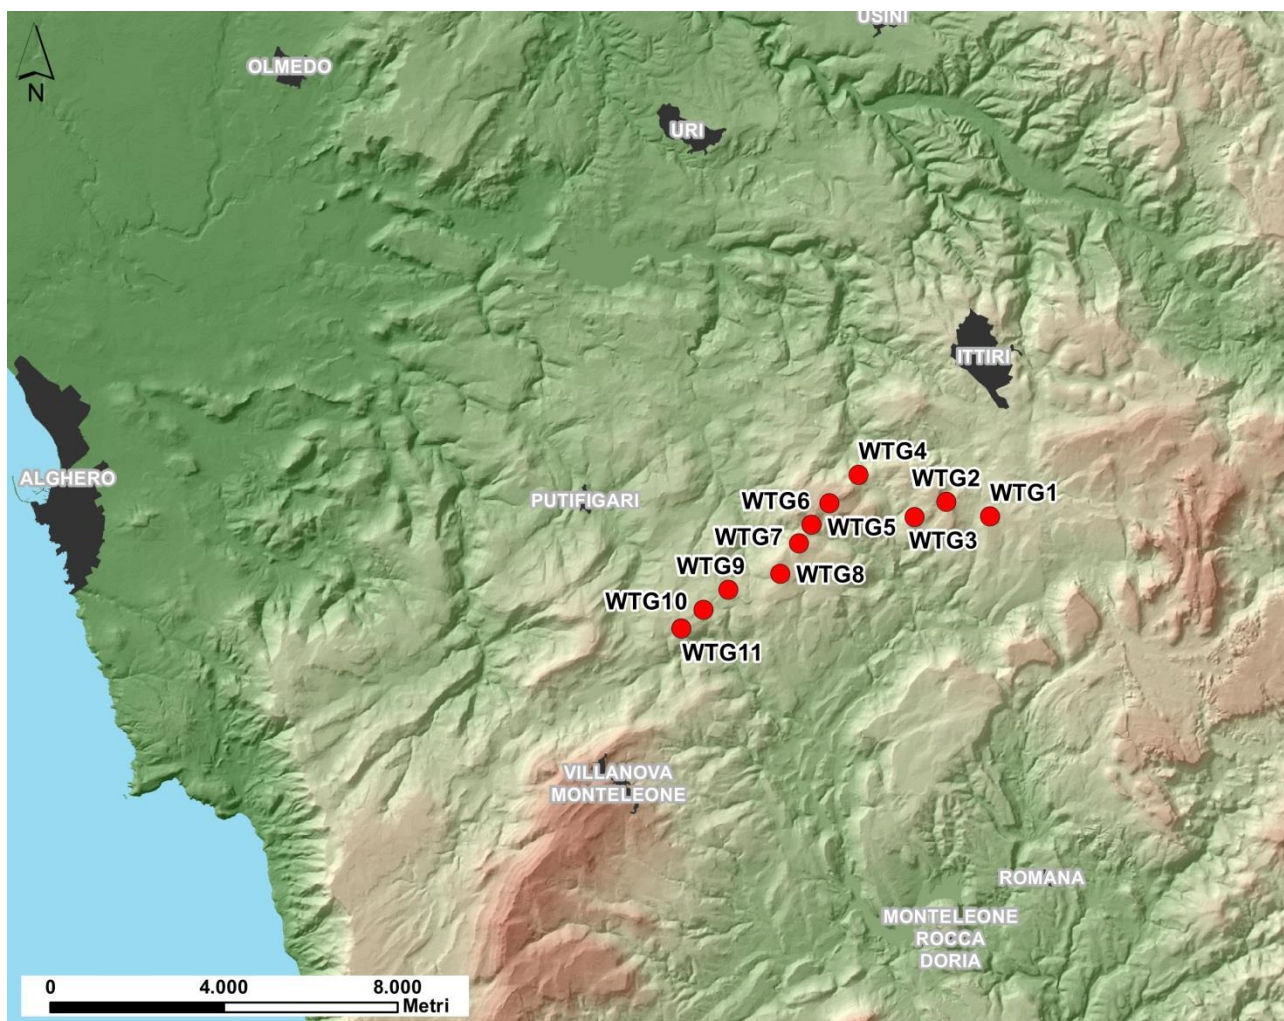 USINI
OLMEDO
N
URI
ITTIRI
WTG4
ALGHERO
WTG2
PUTIFIGARI
WTG6
WTG1
WTG5
WTG7
WTG3
WTG9
WTG8
WTG10
WTG11
VILLANOVA
MONTELEONE
ROMANA
MONTELEONE
ROCCA
DORIA
0 4.000 8.000
Metri